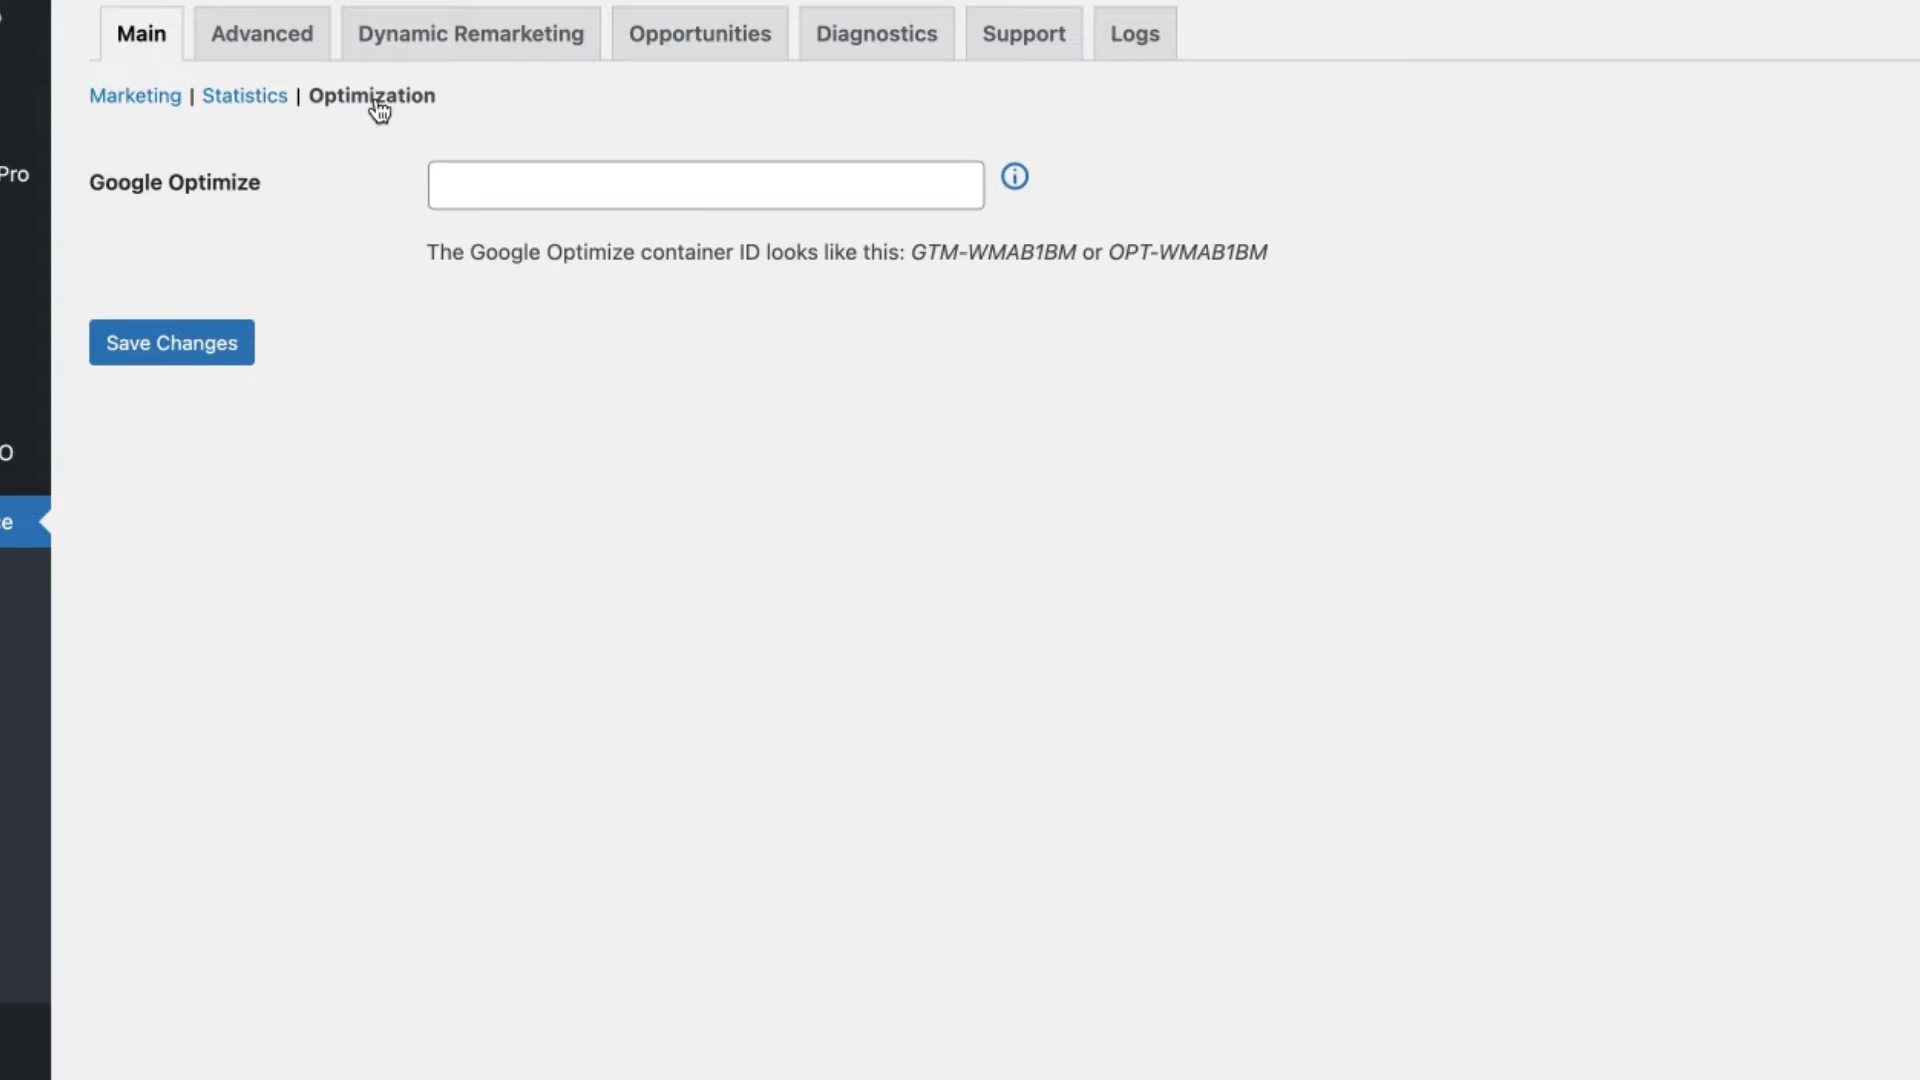 Main Advanced Dynamic Remarketing Opportunities Diagnostics Support Logs
Marketing | Statistics | Optimization
Pro
Google Optimize
The Google Optimize container ID looks like this: GTM-WMAB1BM or OPT-WMAB1BM
Save Changes
O
e